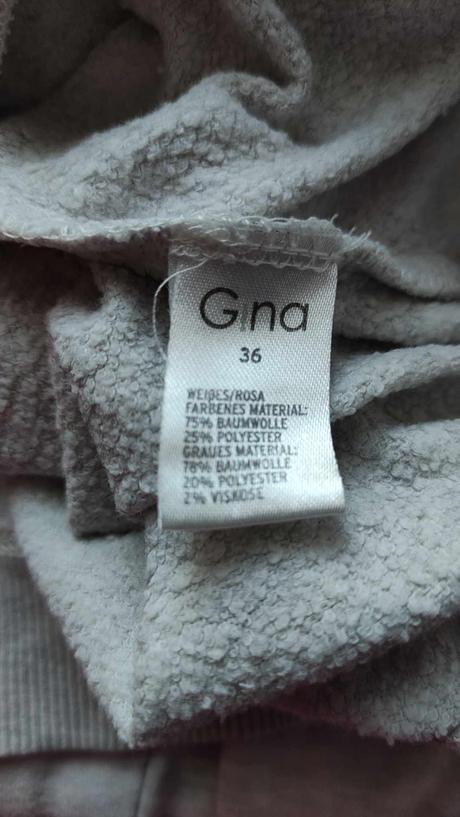 Gina
36
WEIßES/ROSA
FARBENES MATERIAL:
75% BAUMWOLLE
25% POLYESTER
GRAUES MATERIAL:
78% BAUMWOLLE
20% POLYESTER
2% VISKOSE